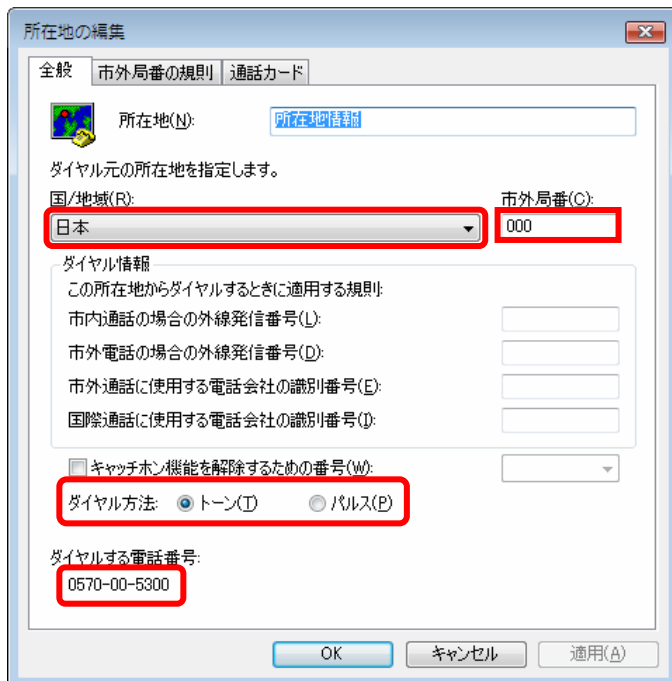 所在地の編集
全般 市外局番の規則 通話カード
所在地(N): 所在地情報
ダイヤル元の所在地を指定します。
国/地域(R): 市外局番(C):
日本 000
ダイヤル情報
この所在地からダイヤルするときに適用する規則:
市内通話の場合の外線発信番号(L):
市外電話の場合の外線発信番号(D):
市外通話に使用する電話会社の識別番号(E):
国際通話に使用する電話会社の識別番号(I):
キャッチホン機能を解除するための番号(W):
ダイヤル方法: トーン(T) パルス(P)
ダイヤルする電話番号:
0570-00-5300
OK キャンセル 適用(A)